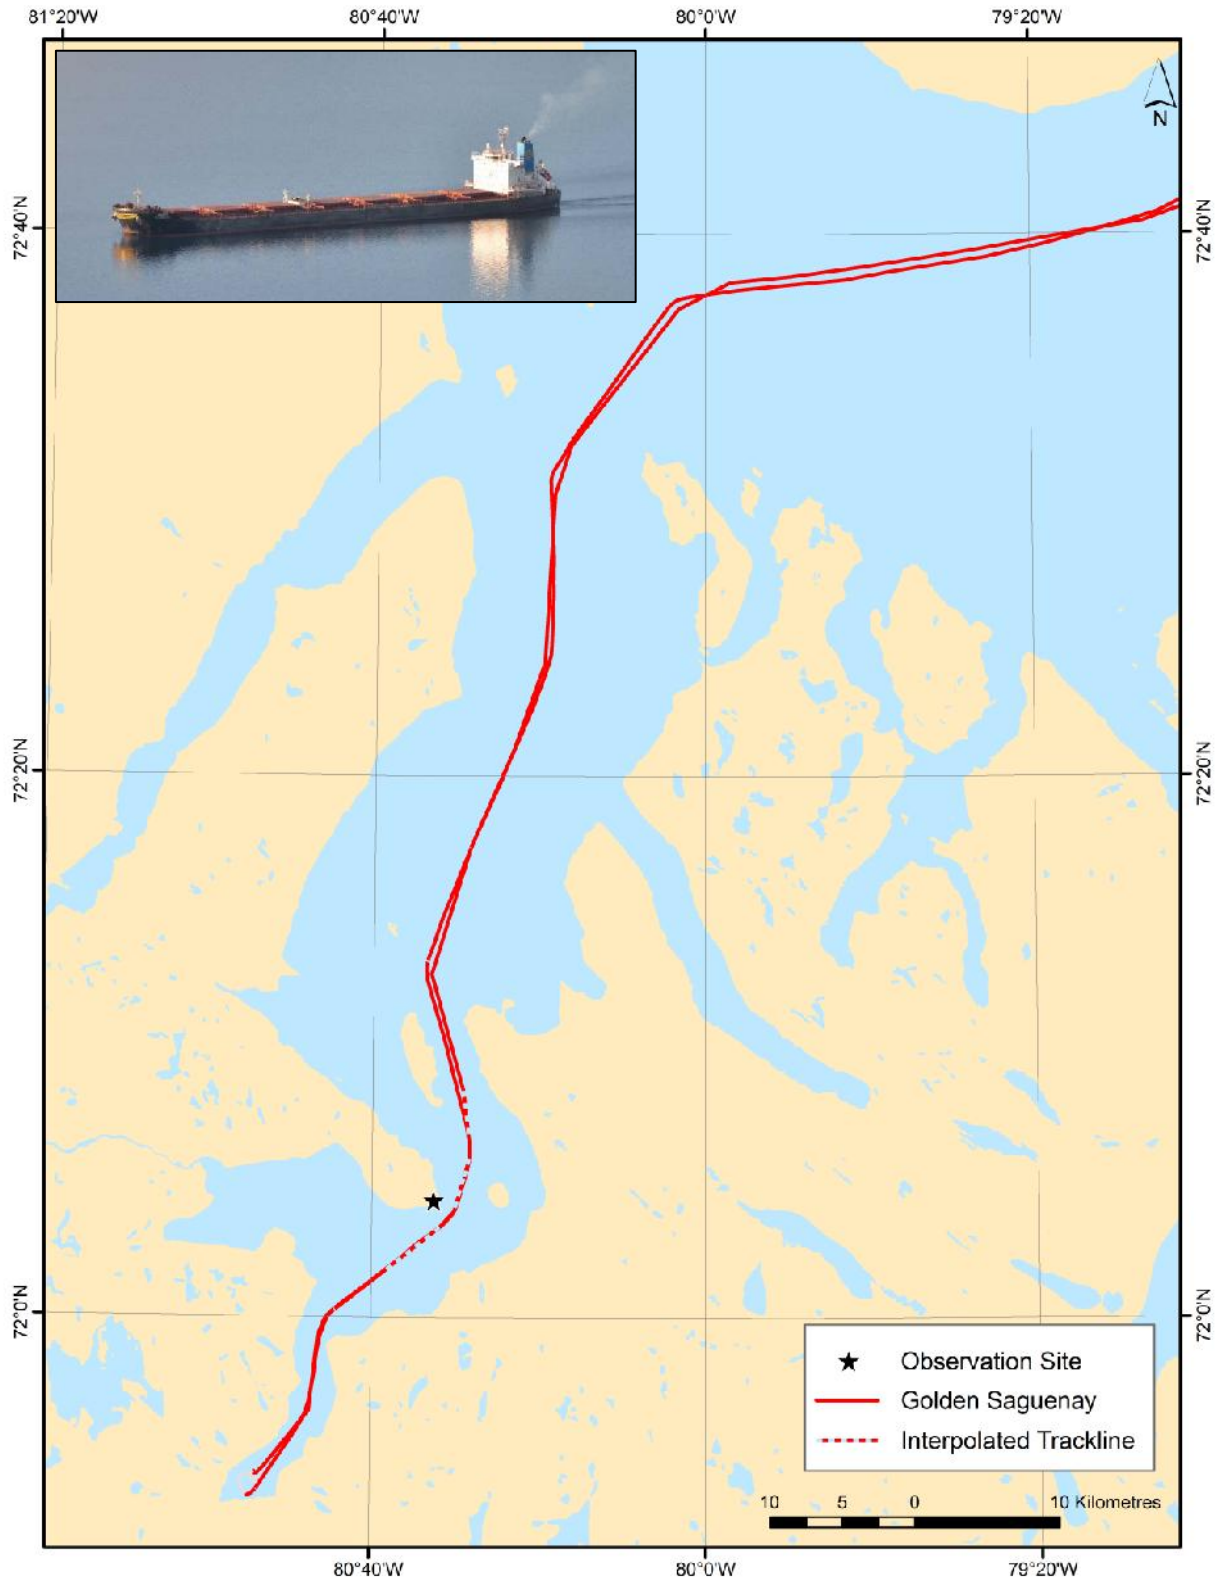 81°20'W 80°40'W 80°0'W 79°20'W
N
72°40'N 72°40'N
72°20'N 72°20'N
72°0'N 72°0'N
Observation Site
Golden Saguenay
Interpolated Trackline
10 5 0 10 Kilometres
80°40'W 80°0'W 79°20'W